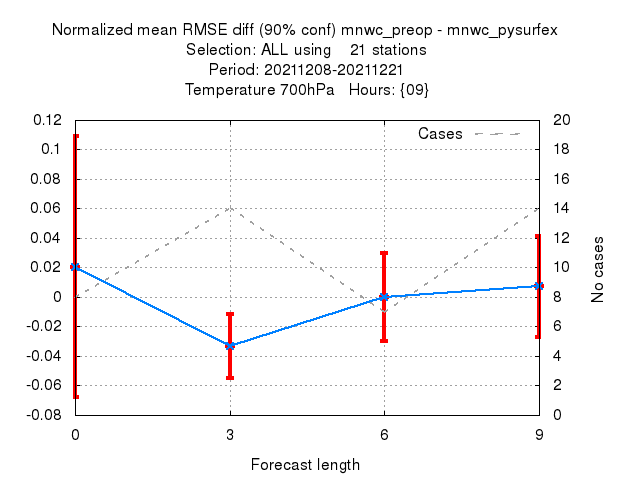 Normalized mean RMSE diff (90% conf) mnwc_preop - mnwc_pysurfex
Selection: ALL using 21 stations
Period: 20211208-20211221
Temperature 700hPa Hours: {09}
0.12 20
Cases
0.1 18
0.08 16
0.06 14
0.04 12
0.02 10
0 8
-0.02 6
-0.04 4
-0.06 2
-0.08 0
No cases
0 3 6 9
Forecast length